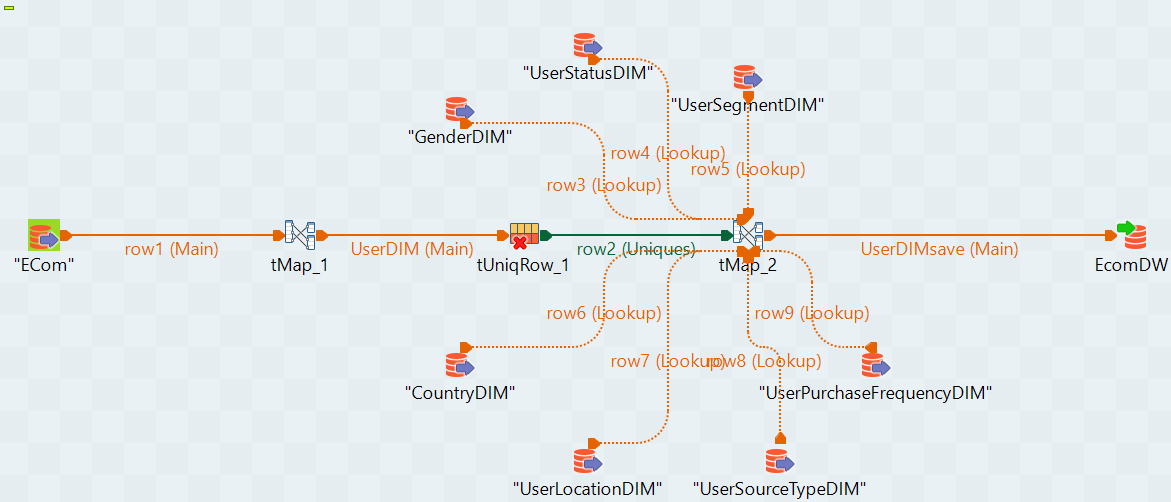 "UserStatusDIM"
"UserSegmentDIM"
"GenderDIM"
row4 (Lookup)
row5 (Lookup)
row3 (Lookup)
row1 (Main)
UserDIM (Main)
row2 (Uniques)
UserDIMsave (Main)
"ECom"
tMap_1
tUniqRow_1
tMap_2
EcomDW
row6 (Lookup)
row9 (Lookup)
row7 (Lookup)
row8 (Lookup)
"CountryDIM"
"UserPurchaseFrequencyDIM"
"UserLocationDIM"
"UserSourceTypeDIM"